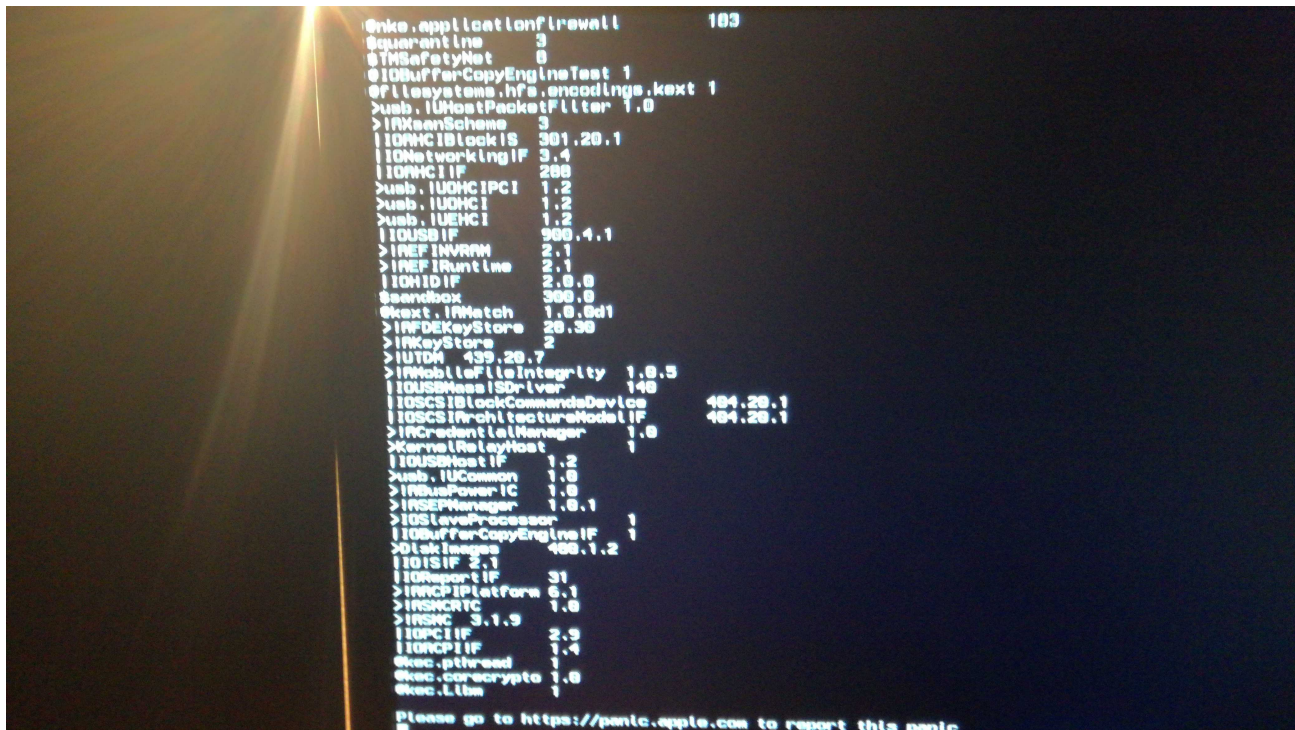 @nke.applicationfirewall 183
$quarantine 3
$TMSafetyNet 8
@IOBufferCopyEngineTest 1
@filesystems.hfs.encodings.kext 1
>usb.!UHostPacketFilter 1.0
>!AXsanScheme 3
|IOAHCIBlock!S 301.20.1
|IONetworking!F 3.4
|IOAHCI!F 288
>usb.!UOHCIPCI 1.2
>usb.!UOHCI 1.2
>usb.!UEHCI 1.2
|IOUSB!F 900.4.1
>!AEFINVRAM 2.1
>!AEFIRuntime 2.1
|IOHID!F 2.0.0
$sandbox 300.0
@kext.!AMatch 1.0.0d1
>!AFDEKeyStore 28.30
>!AKeyStore 2
>!UTDM 439.20.7
>!AMobileFileIntegrity 1.0.5
|IOUSBMass!SDriver 140
|IOSCSIBlockCommandsDevice 404.20.1
|IOSCSIArchitectureModel!F 404.20.1
>!ACredentialManager 1.0
>KernelRelayHost 1
|IOUSBHost!F 1.2
>usb.!UCommon 1.0
>!ABusPower!C 1.0
>!ASEPManager 1.0.1
>IOSlaveProcessor 1
|IOBufferCopyEngine!F 1
>DiskImages 480.1.2
|IO!S!F 2.1
|IOReport!F 31
>!AACPIPlatform 6.1
>!ASMCRTC 1.0
>!ASMC 3.1.9
|IOPCI!F 2.9
|IOACPI!F 1.4
@kec.pthread 1
@kec.corecrypto 1.0
@kec.Libm 1
Please go to https://panic.apple.com to report this panic